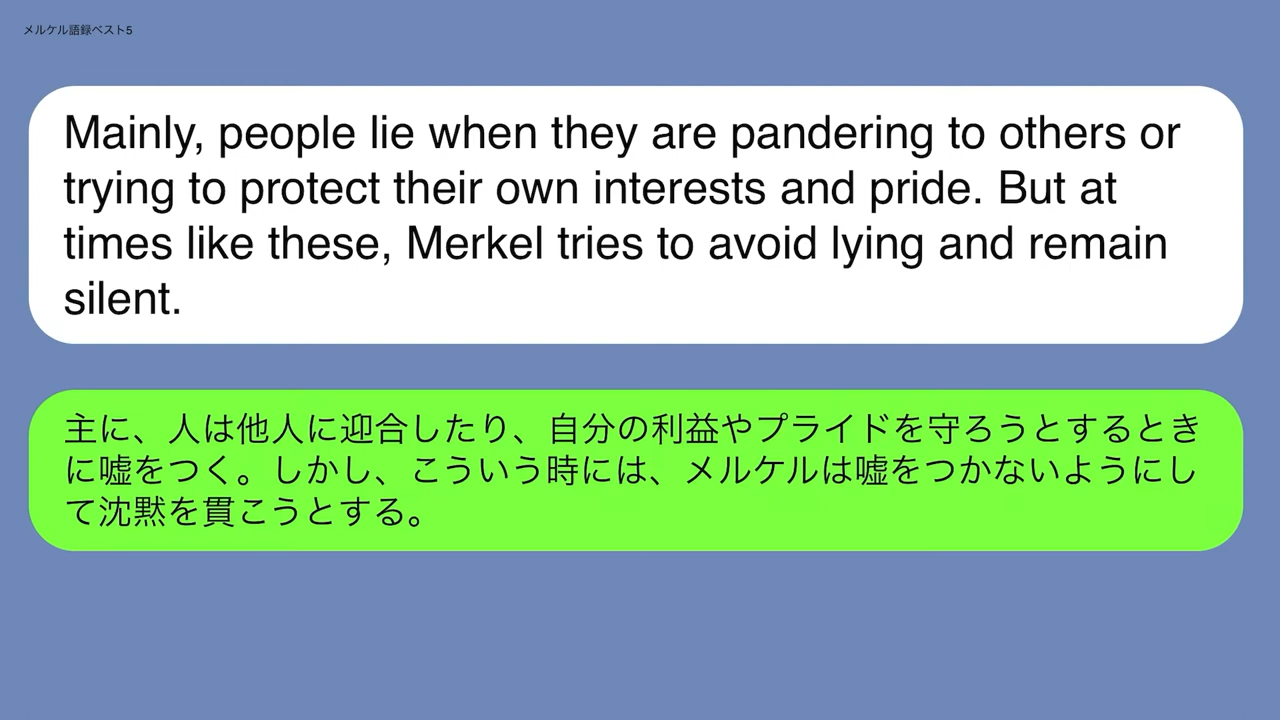 メルケル語録ベスト5
Mainly, people lie when they are pandering to others or
trying to protect their own interests and pride. But at
times like these, Merkel tries to avoid lying and remain
silent.
主に、人は他人に迎合したり、自分の利益やプライドを守ろうとするとき
に嘘をつく。しかし、こういう時には、メルケルは嘘をつかないようにし
て沈黙を貫こうとする。